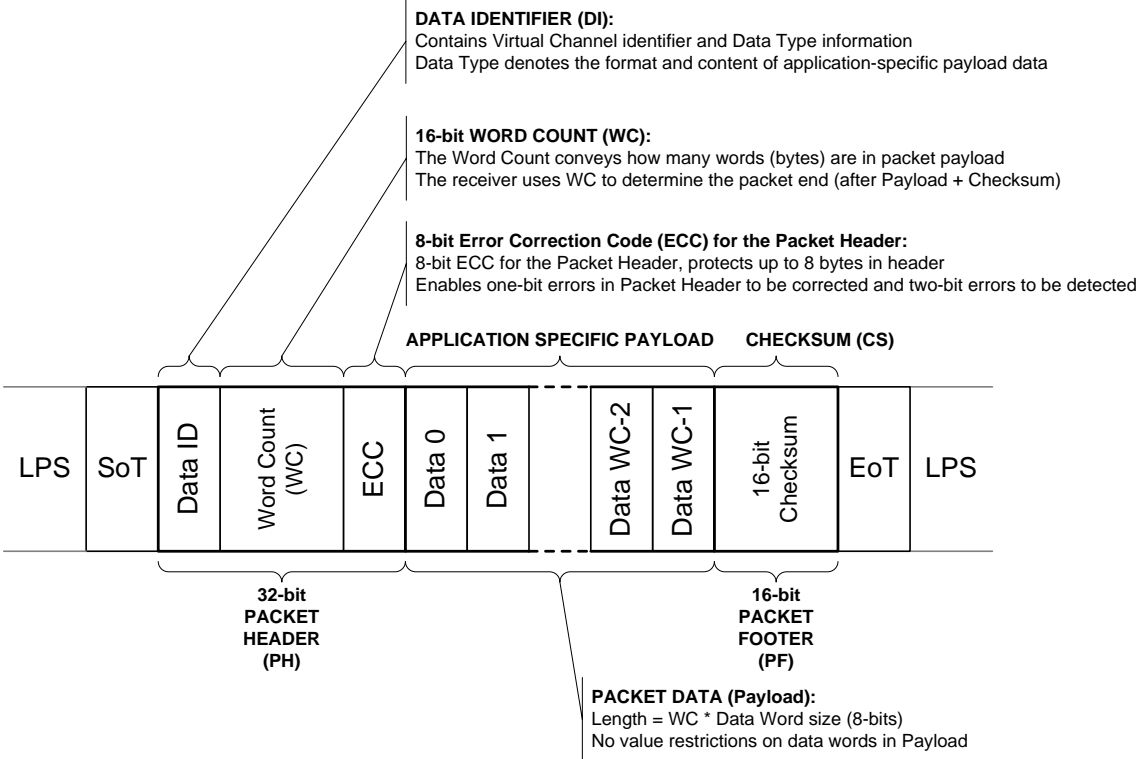 DATA IDENTIFIER (DI):
Contains Virtual Channel identifier and Data Type information
Data Type denotes the format and content of application-specific payload data
16-bit WORD COUNT (WC):
The Word Count conveys how many words (bytes) are in packet payload
The receiver uses WC to determine the packet end (after Payload + Checksum)
8-bit Error Correction Code (ECC) for the Packet Header:
8-bit ECC for the Packet Header, protects up to 8 bytes in header
Enables one-bit errors in Packet Header to be corrected and two-bit errors to be detected
APPLICATION SPECIFIC PAYLOAD
CHECKSUM (CS)
LPS
SoT
Data ID
Word Count
(WC)
ECC
Data 0
Data 1
Data WC-2
Data WC-1
16-bit
Checksum
EoT
LPS
32-bit
PACKET
HEADER
(PH)
16-bit
PACKET
FOOTER
(PF)
PACKET DATA (Payload):
Length = WC * Data Word size (8-bits)
No value restrictions on data words in Payload